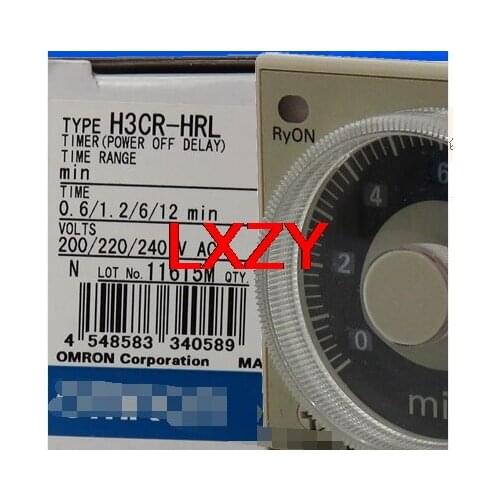 TYPE H3CR-HRL
TIMER(POWER OFF DELAY)
TIME RANGE
min
TIME
0.6/1.2/6/12 min
VOLTS
200/220/240 V AC
N LOT No. 11615M QTY.
4 548583 340589
OMRON Corporation MA
LXZY
RyON
6
4
2
0
mi